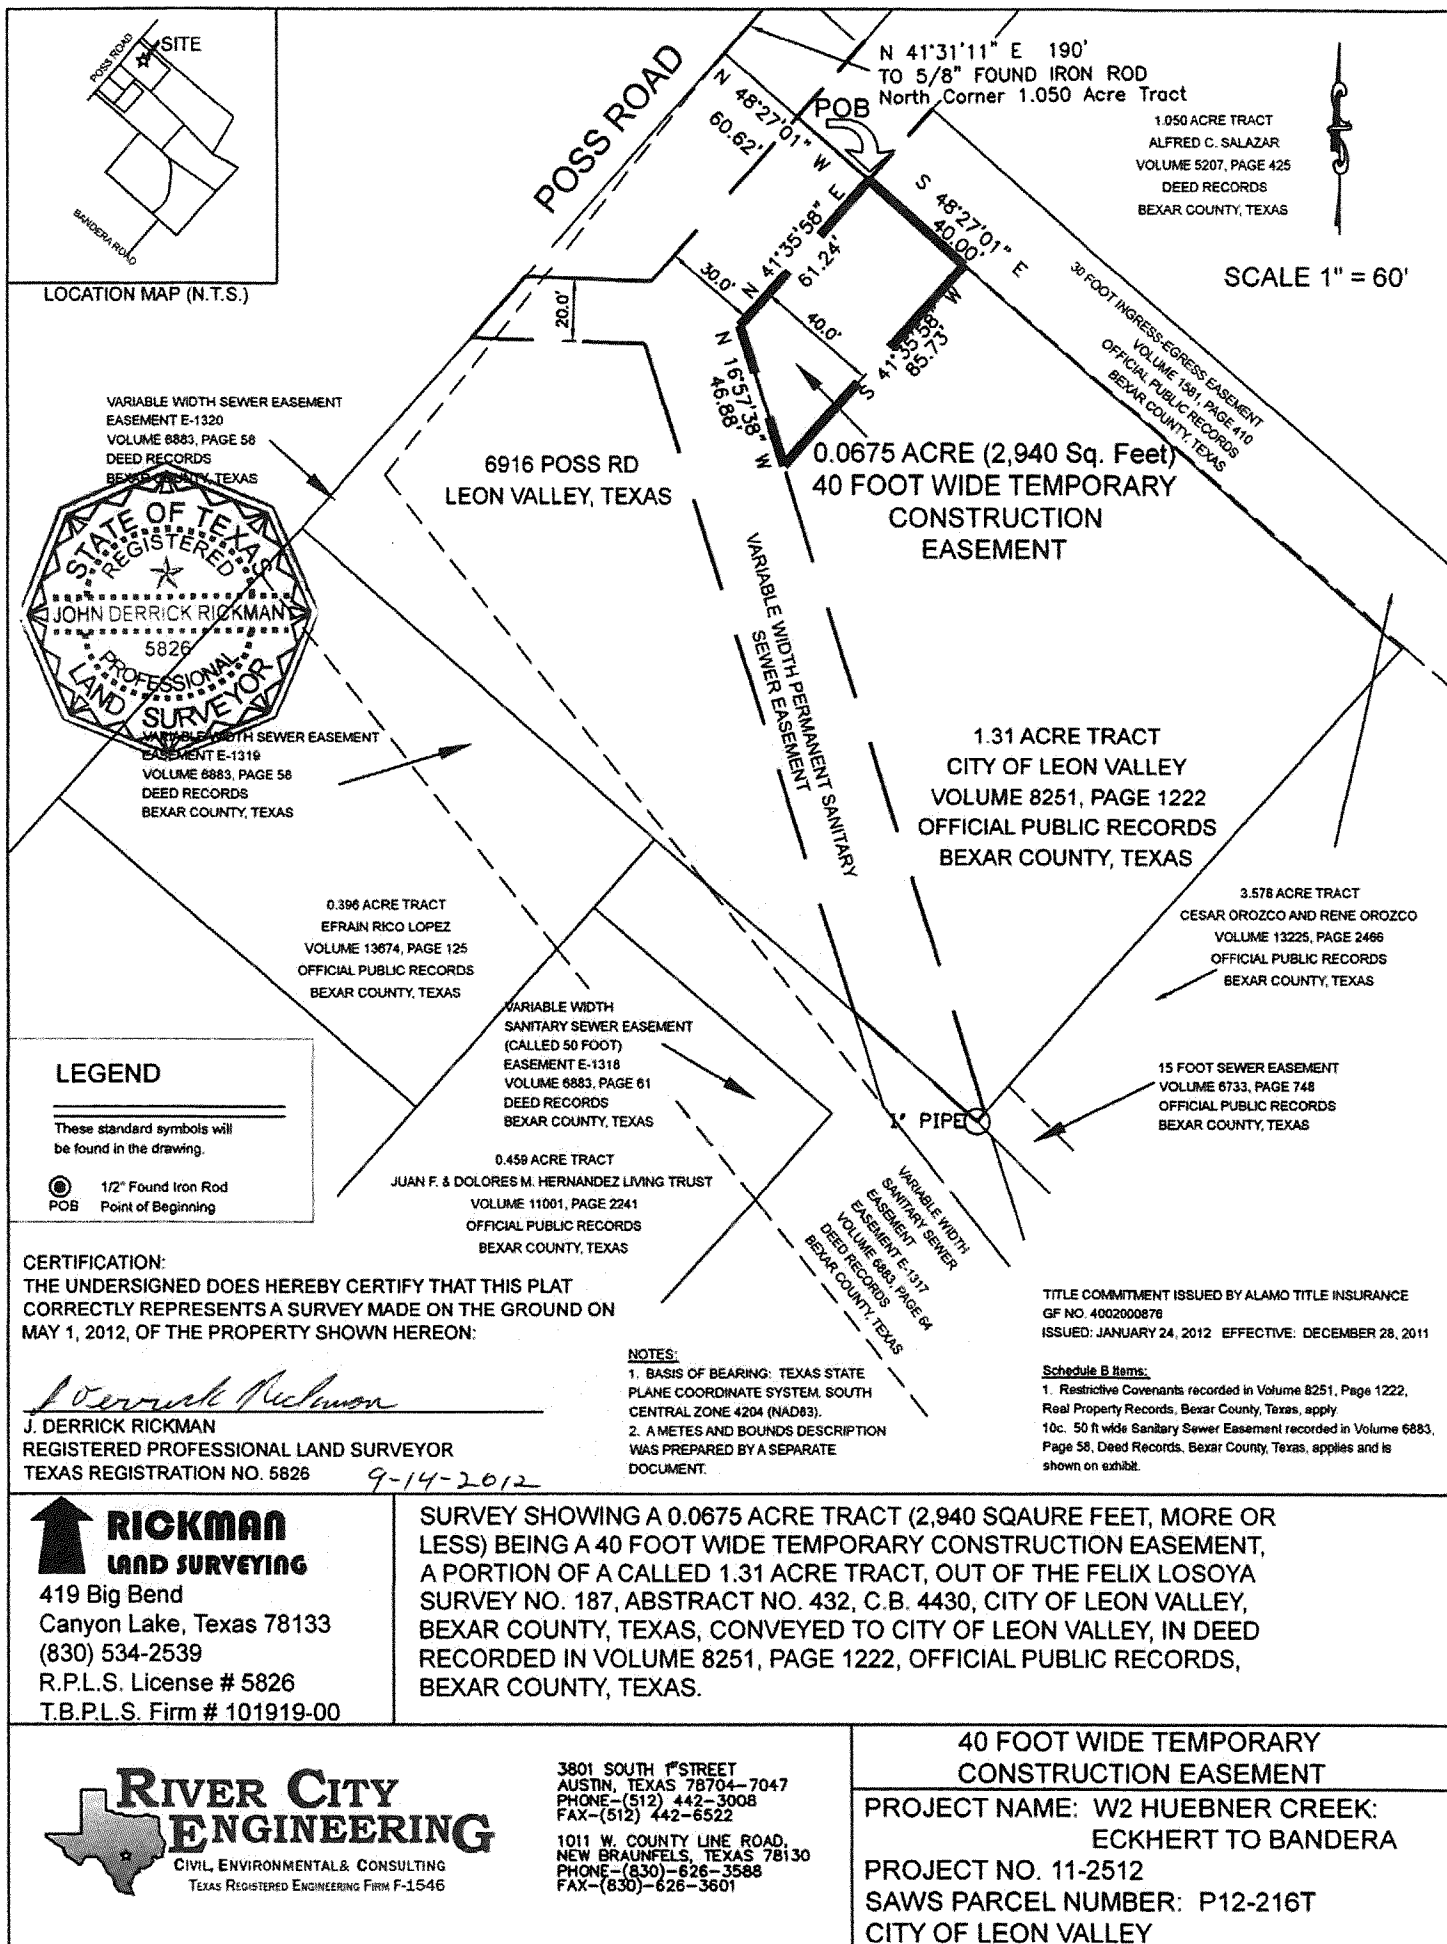 POSS ROAD
SITE
BANDERA ROAD
LOCATION MAP (N.T.S.)
POSS ROAD
N 41°31'11" E 190'
TO 5/8" FOUND IRON ROD
North Corner 1.050 Acre Tract
POB
N 48°27'01" W
60.62'
1.050 ACRE TRACT
ALFRED C. SALAZAR
VOLUME 5207, PAGE 425
DEED RECORDS
BEXAR COUNTY, TEXAS
SCALE 1" = 60'
S 48°27'01" E
40.00'
N 41°35'58" E
61.24'
30.0'
40.0'
20.0'
S 41°35'58" W
85.73'
N 16°57'38" W
46.88'
30 FOOT INGRESS-EGRESS EASEMENT
VOLUME 1581, PAGE 410
OFFICIAL PUBLIC RECORDS
BEXAR COUNTY, TEXAS
VARIABLE WIDTH SEWER EASEMENT
EASEMENT E-1320
VOLUME 6883, PAGE 58
DEED RECORDS
BEXAR COUNTY, TEXAS
6916 POSS RD
LEON VALLEY, TEXAS
0.0675 ACRE (2,940 Sq. Feet)
40 FOOT WIDE TEMPORARY
CONSTRUCTION
EASEMENT
STATE OF TEXAS
REGISTERED
JOHN DERRICK RICKMAN
5826
PROFESSIONAL
LAND SURVEYOR
VARIABLE WIDTH SEWER EASEMENT
EASEMENT E-1319
VOLUME 6883, PAGE 58
DEED RECORDS
BEXAR COUNTY, TEXAS
VARIABLE WIDTH PERMANENT SANITARY
SEWER EASEMENT
1.31 ACRE TRACT
CITY OF LEON VALLEY
VOLUME 8251, PAGE 1222
OFFICIAL PUBLIC RECORDS
BEXAR COUNTY, TEXAS
0.396 ACRE TRACT
EFRAIN RICO LOPEZ
VOLUME 13674, PAGE 125
OFFICIAL PUBLIC RECORDS
BEXAR COUNTY, TEXAS
3.578 ACRE TRACT
CESAR OROZCO AND RENE OROZCO
VOLUME 13225, PAGE 2466
OFFICIAL PUBLIC RECORDS
BEXAR COUNTY, TEXAS
VARIABLE WIDTH
SANITARY SEWER EASEMENT
(CALLED 50 FOOT)
EASEMENT E-1318
VOLUME 6883, PAGE 61
DEED RECORDS
BEXAR COUNTY, TEXAS
15 FOOT SEWER EASEMENT
VOLUME 6733, PAGE 748
OFFICIAL PUBLIC RECORDS
BEXAR COUNTY, TEXAS
1" PIPE
LEGEND
These standard symbols will
be found in the drawing.
1/2" Found Iron Rod
POB Point of Beginning
0.459 ACRE TRACT
JUAN F. & DOLORES M. HERNANDEZ LIVING TRUST
VOLUME 11001, PAGE 2241
OFFICIAL PUBLIC RECORDS
BEXAR COUNTY, TEXAS
VARIABLE WIDTH
SANITARY SEWER
EASEMENT
EASEMENT E-1317
VOLUME 6883, PAGE 64
DEED RECORDS
BEXAR COUNTY, TEXAS
CERTIFICATION:
THE UNDERSIGNED DOES HEREBY CERTIFY THAT THIS PLAT
CORRECTLY REPRESENTS A SURVEY MADE ON THE GROUND ON
MAY 1, 2012, OF THE PROPERTY SHOWN HEREON:
J Derrick Rickman
J. DERRICK RICKMAN
REGISTERED PROFESSIONAL LAND SURVEYOR
TEXAS REGISTRATION NO. 5826
9-14-2012
NOTES:
1. BASIS OF BEARING: TEXAS STATE
PLANE COORDINATE SYSTEM, SOUTH
CENTRAL ZONE 4204 (NAD83).
2. A METES AND BOUNDS DESCRIPTION
WAS PREPARED BY A SEPARATE
DOCUMENT.
TITLE COMMITMENT ISSUED BY ALAMO TITLE INSURANCE
GF NO. 4002000876
ISSUED: JANUARY 24, 2012 EFFECTIVE: DECEMBER 28, 2011
Schedule B Items:
1. Restrictive Covenants recorded in Volume 8251, Page 1222,
Real Property Records, Bexar County, Texas, apply.
10c. 50 ft wide Sanitary Sewer Easement recorded in Volume 6883,
Page 58, Deed Records, Bexar County, Texas, applies and is
shown on exhibit.
RICKMAN
LAND SURVEYING
419 Big Bend
Canyon Lake, Texas 78133
(830) 534-2539
R.P.L.S. License # 5826
T.B.P.L.S. Firm # 101919-00
SURVEY SHOWING A 0.0675 ACRE TRACT (2,940 SQAURE FEET, MORE OR
LESS) BEING A 40 FOOT WIDE TEMPORARY CONSTRUCTION EASEMENT,
A PORTION OF A CALLED 1.31 ACRE TRACT, OUT OF THE FELIX LOSOYA
SURVEY NO. 187, ABSTRACT NO. 432, C.B. 4430, CITY OF LEON VALLEY,
BEXAR COUNTY, TEXAS, CONVEYED TO CITY OF LEON VALLEY, IN DEED
RECORDED IN VOLUME 8251, PAGE 1222, OFFICIAL PUBLIC RECORDS,
BEXAR COUNTY, TEXAS.
RIVER CITY
ENGINEERING
CIVIL, ENVIRONMENTAL & CONSULTING
TEXAS REGISTERED ENGINEERING FIRM F-1546
3801 SOUTH 1ST STREET
AUSTIN, TEXAS 78704-7047
PHONE-(512) 442-3008
FAX-(512) 442-6522
1011 W. COUNTY LINE ROAD,
NEW BRAUNFELS, TEXAS 78130
PHONE-(830)-626-3588
FAX-(830)-626-3601
40 FOOT WIDE TEMPORARY
CONSTRUCTION EASEMENT
PROJECT NAME: W2 HUEBNER CREEK:
ECKHERT TO BANDERA
PROJECT NO. 11-2512
SAWS PARCEL NUMBER: P12-216T
CITY OF LEON VALLEY